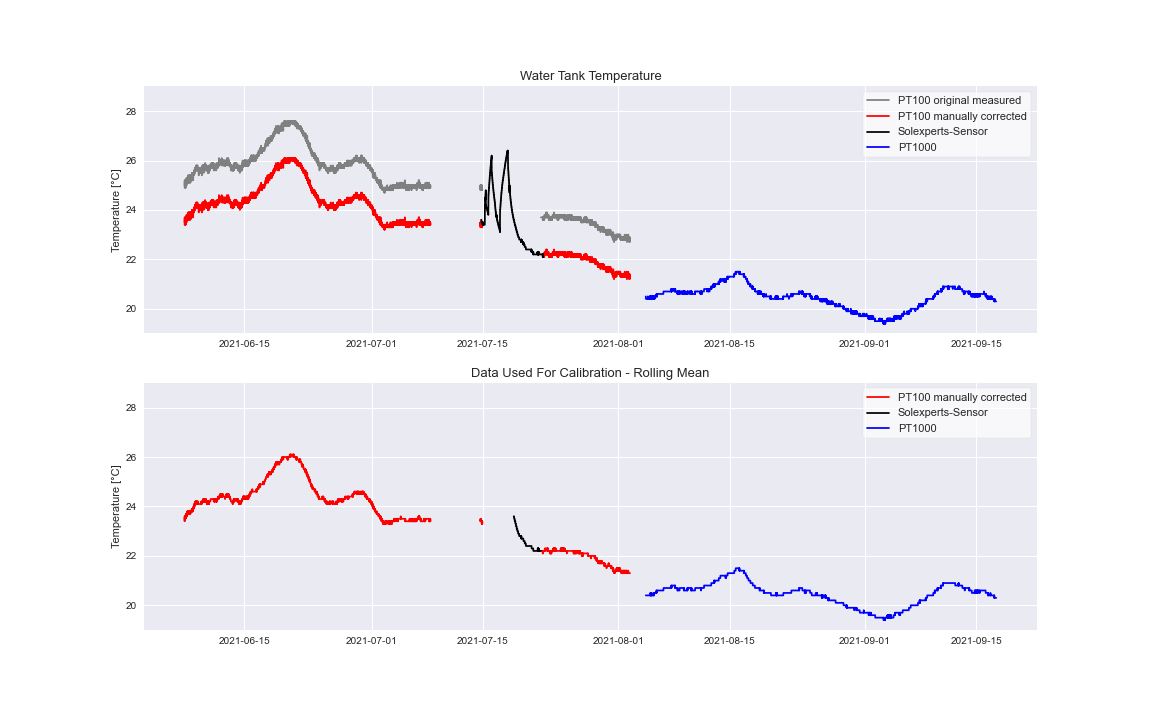 Water Tank Temperature
28
26
24
22
20
Temperature [°C]
PT100 original measured
PT100 manually corrected
Solexperts-Sensor
PT1000
2021-06-15 2021-07-01 2021-07-15 2021-08-01 2021-08-15 2021-09-01 2021-09-15
Data Used For Calibration - Rolling Mean
28
26
24
22
20
Temperature [°C]
PT100 manually corrected
Solexperts-Sensor
PT1000
2021-06-15 2021-07-01 2021-07-15 2021-08-01 2021-08-15 2021-09-01 2021-09-15